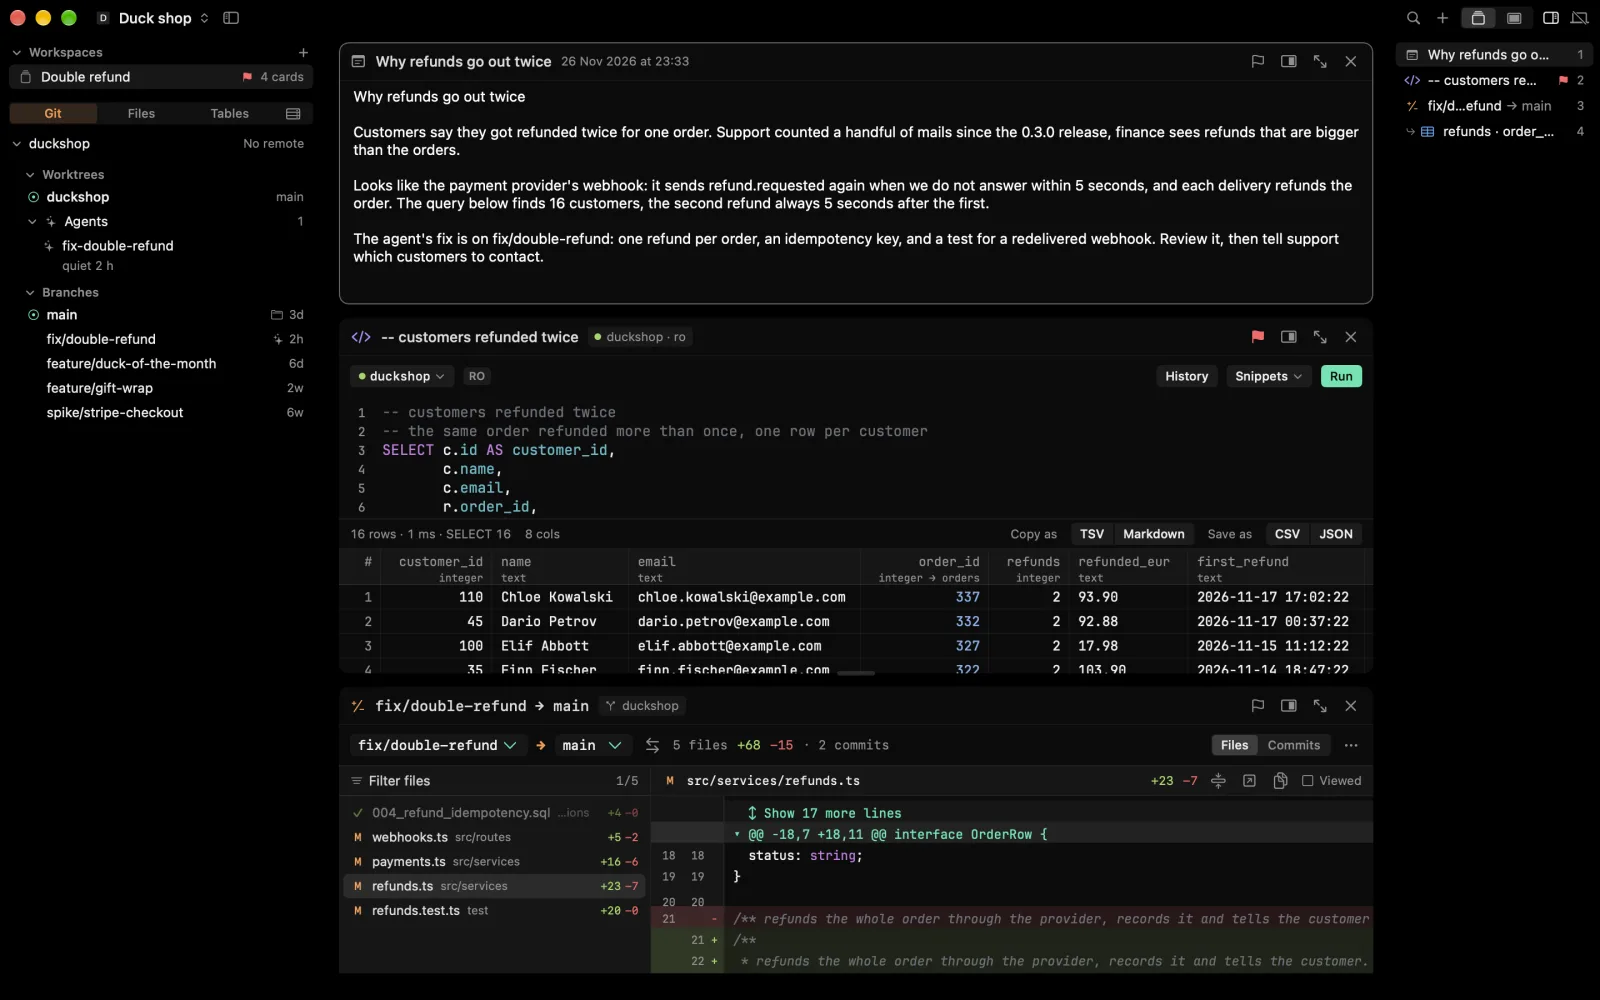 D Duck shop
Workspaces
Double refund 4 cards
Git Files Tables
duckshop No remote
Worktrees
duckshop main
Agents 1
fix-double-refund
quiet 2 h
Branches
main 3d
fix/double-refund 2h
feature/duck-of-the-month 6d
feature/gift-wrap 2w
spike/stripe-checkout 6w
Why refunds go out twice 26 Nov 2026 at 23:33
Why refunds go out twice
Customers say they got refunded twice for one order. Support counted a handful of mails since the 0.3.0 release, finance sees refunds that are bigger
than the orders.
Looks like the payment provider's webhook: it sends refund.requested again when we do not answer within 5 seconds, and each delivery refunds the
order. The query below finds 16 customers, the second refund always 5 seconds after the first.
The agent's fix is on fix/double-refund: one refund per order, an idempotency key, and a test for a redelivered webhook. Review it, then tell support
which customers to contact.
</> -- customers refunded twice duckshop · ro
duckshop RO History Snippets Run
1 -- customers refunded twice
2 -- the same order refunded more than once, one row per customer
3 SELECT c.id AS customer_id,
4 c.name,
5 c.email,
6 r.order_id,
16 rows · 1 ms · SELECT 16 8 cols Copy as TSV Markdown Save as CSV JSON
# customer_id name email order_id refunds refunded_eur first_refund
integer text text integer → orders integer text text
1 110 Chloe Kowalski chloe.kowalski@example.com 337 2 93.90 2026-11-17 17:02:22
2 45 Dario Petrov dario.petrov@example.com 332 2 92.88 2026-11-17 00:37:22
3 100 Elif Abbott elif.abbott@example.com 327 2 17.98 2026-11-15 11:12:22
4 35 Finn Fischer finn.fischer@example.com 322 2 103.90 2026-11-14 18:47:22
fix/double-refund → main duckshop
fix/double-refund → main 5 files +68 −15 · 2 commits Files Commits ···
Filter files 1/5
004_refund_idempotency.sql …ions +4 −0
M webhooks.ts src/routes +5 −2
M payments.ts src/services +16 −6
M refunds.ts src/services +23 −7
M refunds.test.ts test +20 −0
M src/services/refunds.ts +23 −7 Viewed
Show 17 more lines
@@ -18,7 +18,11 @@ interface OrderRow {
18 18 status: string;
19 19 }
20 20
21 - /** refunds the whole order through the provider, records it and tells the customer
21 + /**
22 + * refunds the whole order through the provider, records it and tells the customer.
Why refunds go o... 1
</> -- customers re... 2
fix/d...efund → main 3
refunds · order_... 4